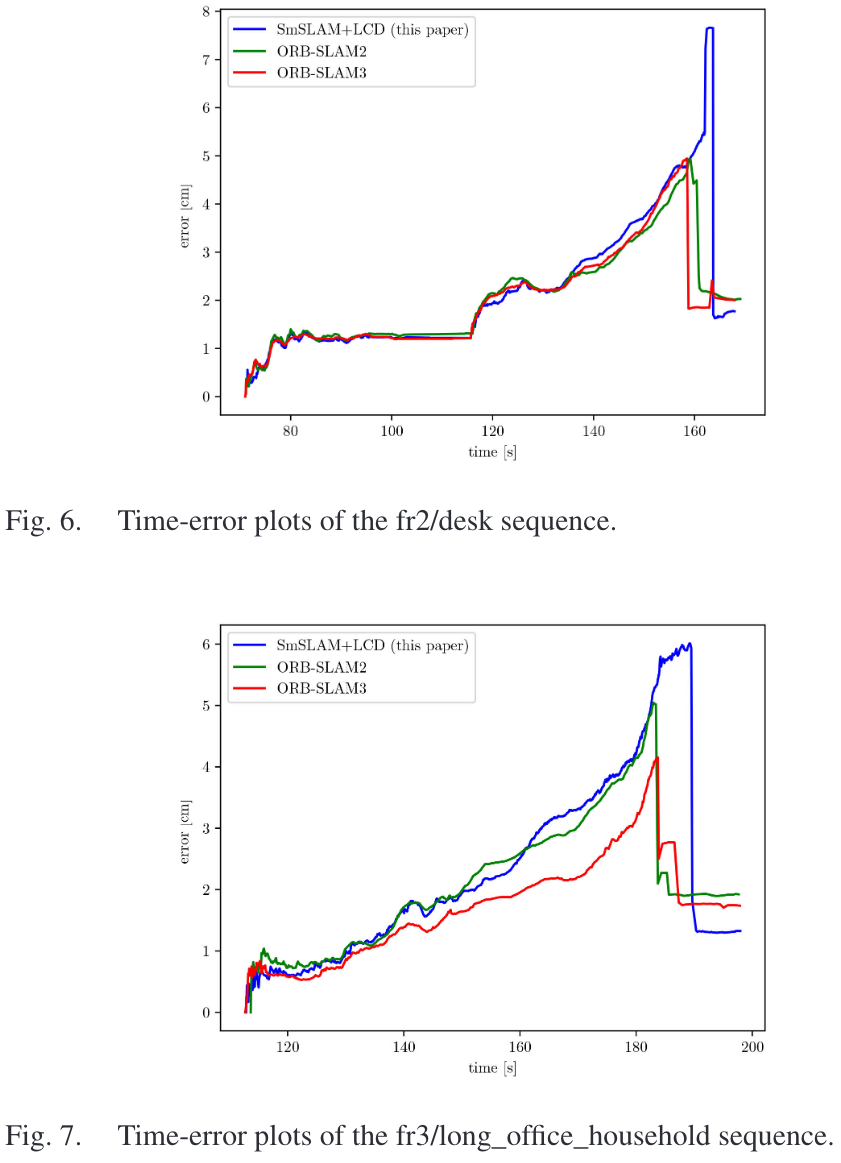 8
7
6
5
4
3
2
1
0
error [cm]
SmSLAM+LCD (this paper)
ORB-SLAM2
ORB-SLAM3
80
100
120
140
160
time [s]
Fig. 6. Time-error plots of the fr2/desk sequence.
6
5
4
3
2
1
0
error [cm]
SmSLAM+LCD (this paper)
ORB-SLAM2
ORB-SLAM3
120
140
160
180
200
time [s]
Fig. 7. Time-error plots of the fr3/long_office_household sequence.